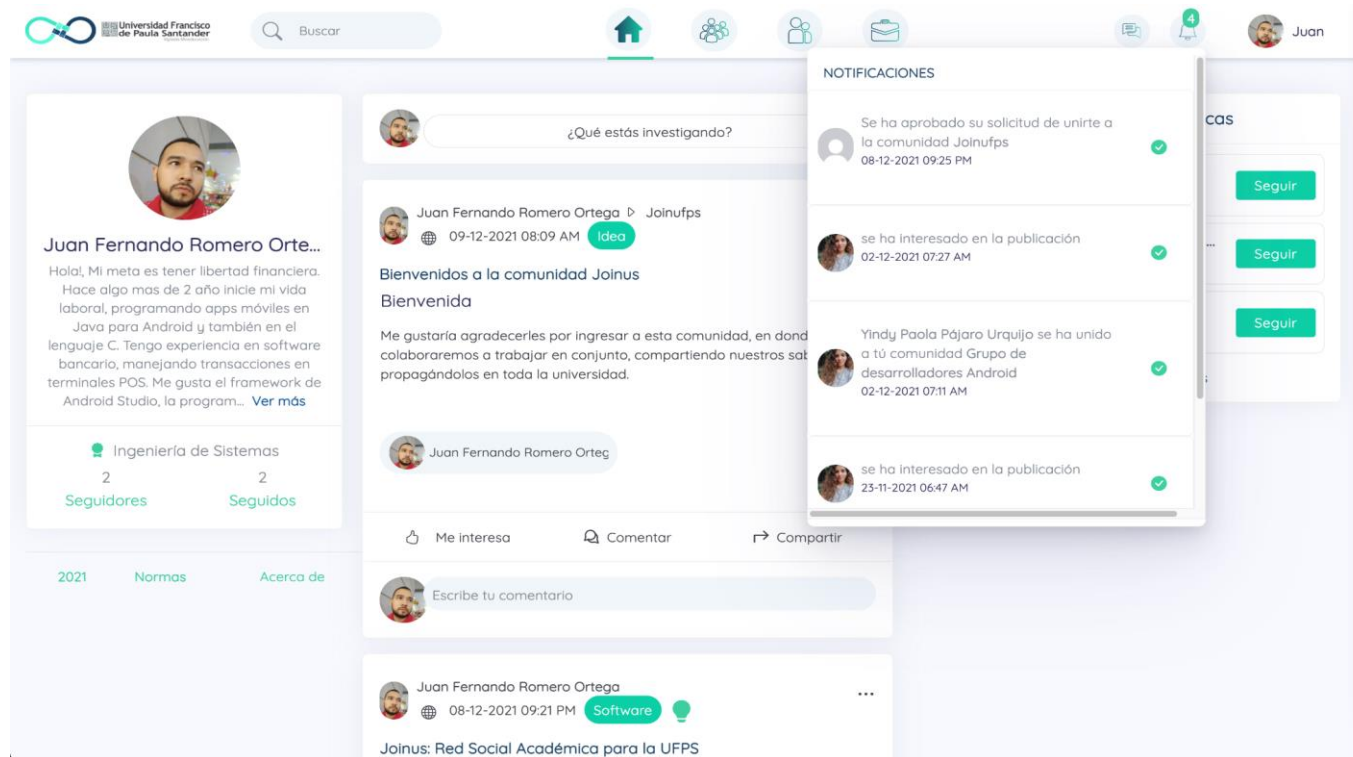 Universidad Francisco
de Paula Santander
Buscar
4
Juan
Juan Fernando Romero Orte...
Hola!, Mi meta es tener libertad financiera.
Hace algo mas de 2 año inicie mi vida
laboral, programando apps móviles en
Java para Android y también en el
lenguaje C. Tengo experiencia en software
bancario, manejando transacciones en
terminales POS. Me gusta el framework de
Android Studio, la program... Ver más
Ingeniería de Sistemas
2 2
Seguidores Seguidos
2021 Normas Acerca de
¿Qué estás investigando?
Juan Fernando Romero Ortega Joinufps
09-12-2021 08:09 AM Idea
Bienvenidos a la comunidad Joinus
Bienvenida
Me gustaría agradecerles por ingresar a esta comunidad, en dond
colaboraremos a trabajar en conjunto, compartiendo nuestros sab
propagándolos en toda la universidad.
Juan Fernando Romero Orteg
Me interesa Comentar Compartir
Escribe tu comentario
Juan Fernando Romero Ortega
...
08-12-2021 09:21 PM Software
Joinus: Red Social Académica para la UFPS
NOTIFICACIONES
Se ha aprobado su solicitud de unirte a
la comunidad Joinufps
08-12-2021 09:25 PM
se ha interesado en la publicación
02-12-2021 07:27 AM
Yindy Paola Pájaro Urquijo se ha unido
a tú comunidad Grupo de
desarrolladores Android
02-12-2021 07:11 AM
se ha interesado en la publicación
23-11-2021 06:47 AM
cas
Seguir
...
Seguir
Seguir